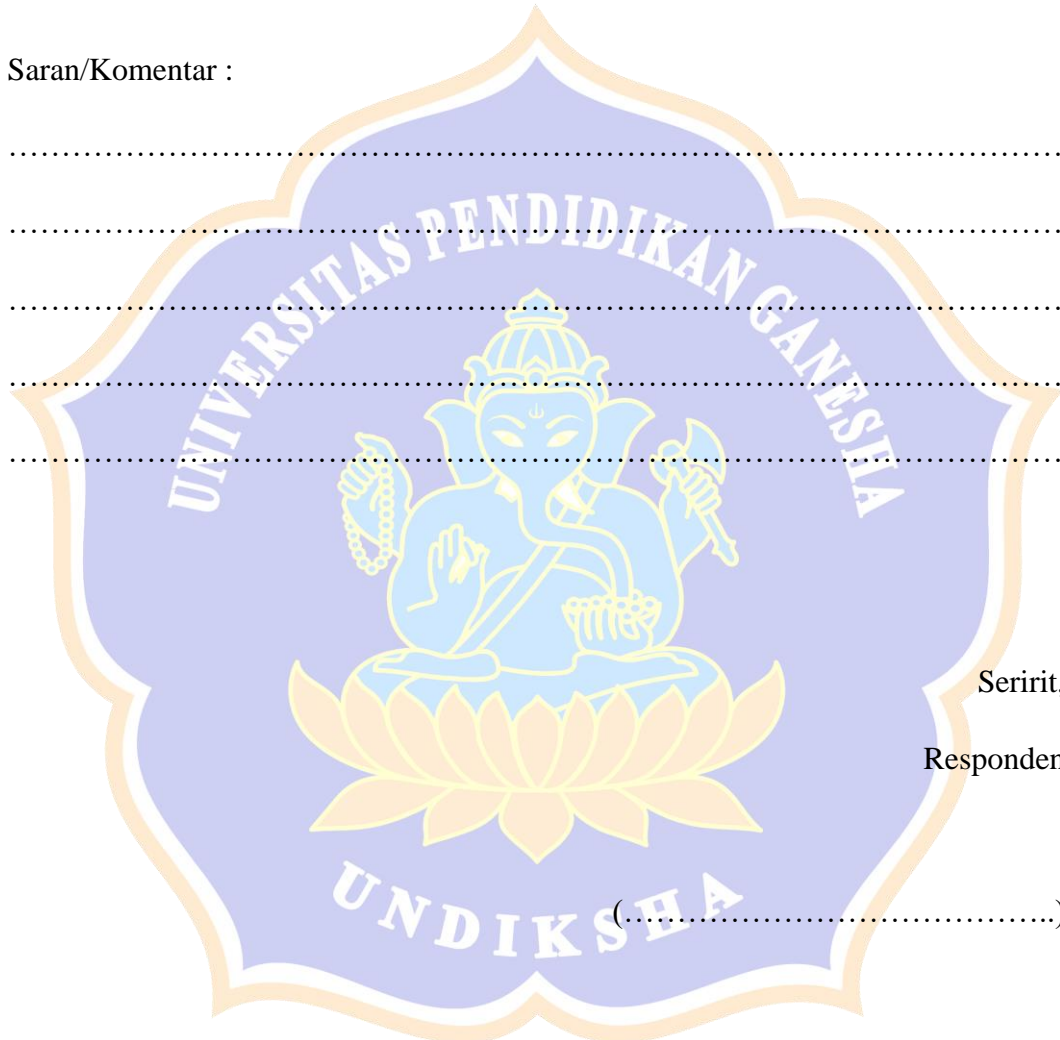 Saran/Komentar :
…………………………………………………………………………………………
…………………………………………………………………………………………
…………………………………………………………………………………………
…………………………………………………………………………………………
…………………………………………………………………………………………
UNIVERSITAS PENDIDIKAN GANESHA
Seririt.
Responden
UNDIKSHA
(…………………………………..)